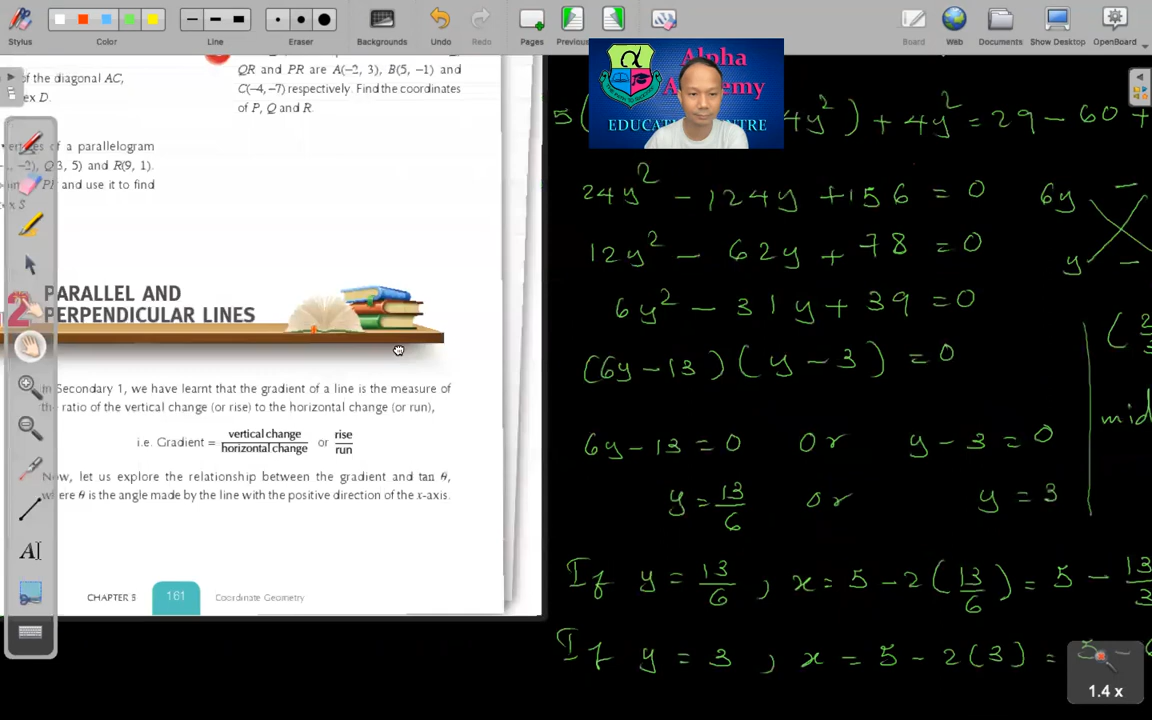 Stylus
Color
Line
Eraser
Backgrounds
Undo
Redo
Pages
Previous
Board
Web
Documents
Show Desktop
OpenBoard
of the diagonal AC,
ex D.
QR and PR are A(–2, 3), B(5, –1) and
C(–4, –7) respectively. Find the coordinates
of P, Q and R.
of a parallelogram
–2), Q(3, 5) and R(9, 1).
and use it to find
S
2
PARALLEL AND
PERPENDICULAR LINES
In Secondary 1, we have learnt that the gradient of a line is the measure of
the ratio of the vertical change (or rise) to the horizontal change (or run),
i.e. Gradient = vertical change / horizontal change or rise / run
Now, let us explore the relationship between the gradient and tan θ,
where θ is the angle made by the line with the positive direction of the x-axis.
CHAPTER 5
161
Coordinate Geometry
α
Alpha
Academy
EDUCATION CENTRE
4y²) + 4y² = 29 – 60 +
24y² – 124y + 156 = 0
12y² – 62y + 78 = 0
6y² – 31y + 39 = 0
(6y – 13)(y – 3) = 0
6y – 13 = 0 or y – 3 = 0
y = 13/6 or y = 3
If y = 13/6, x = 5 – 2(13/6) = 5 – 13/3
If y = 3, x = 5 – 2(3) = 5 –
6y
y
mid
1.4 x